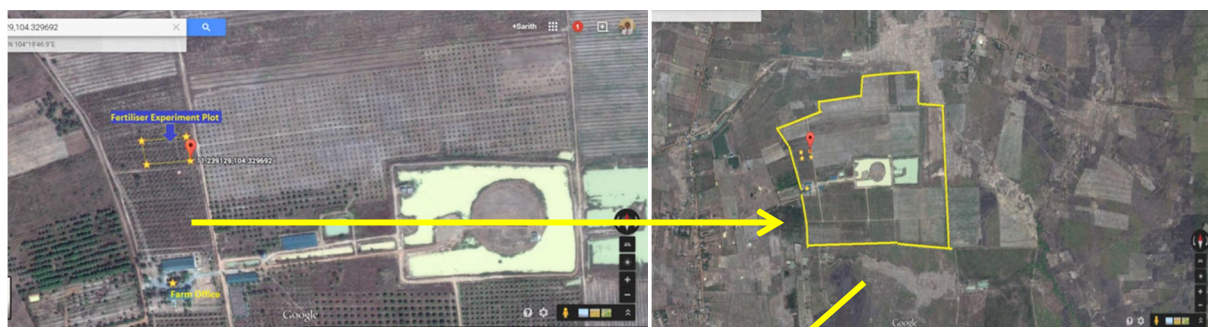 29,104.329692
+Sarith
1
N 104°19'46.9"E
Fertiliser Experiment Plot
11.239129,104.329692
Farm Office
Google
Google